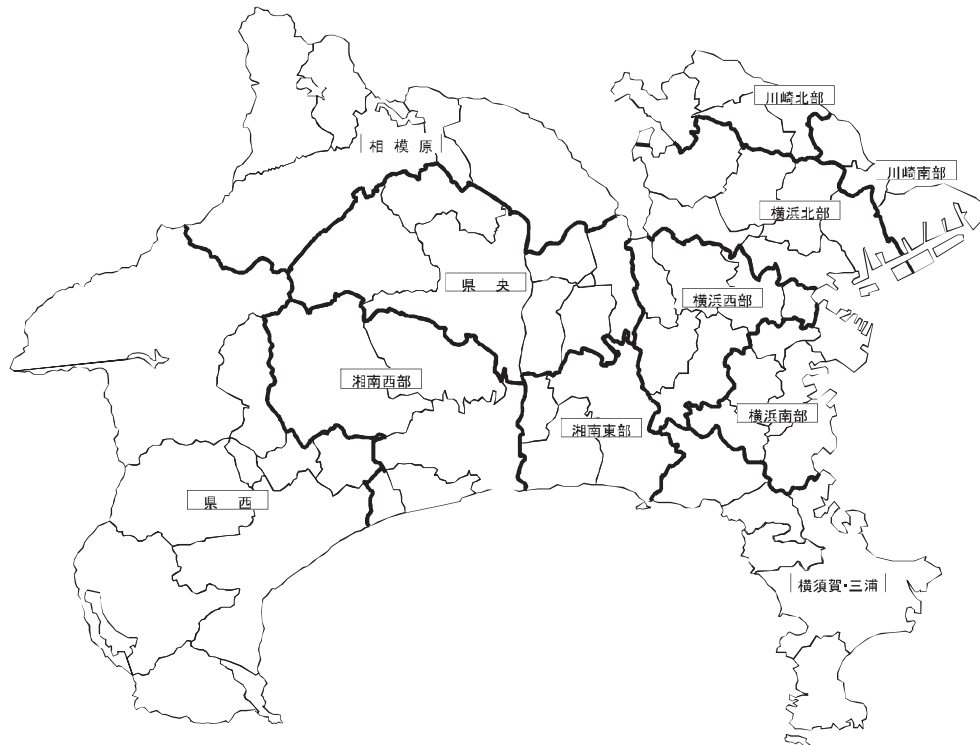 川崎北部
相模原
川崎南部
横浜北部
県央
横浜西部
湘南西部
横浜南部
湘南東部
県西
横須賀・三浦